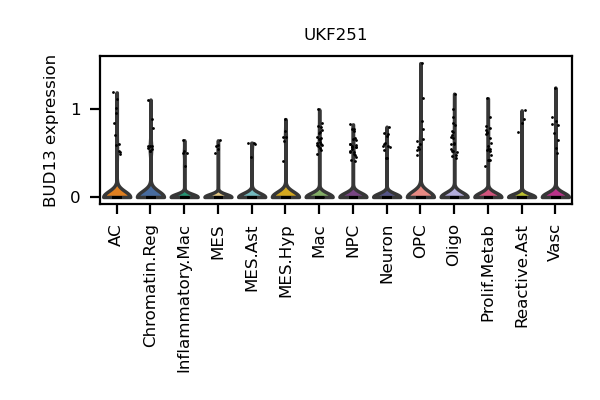 UKF251
BUD13 expression
1
0
AC
Chromatin.Reg
Inflammatory.Mac
MES
MES.Ast
MES.Hyp
Mac
NPC
Neuron
OPC
Oligo
Prolif.Metab
Reactive.Ast
Vasc